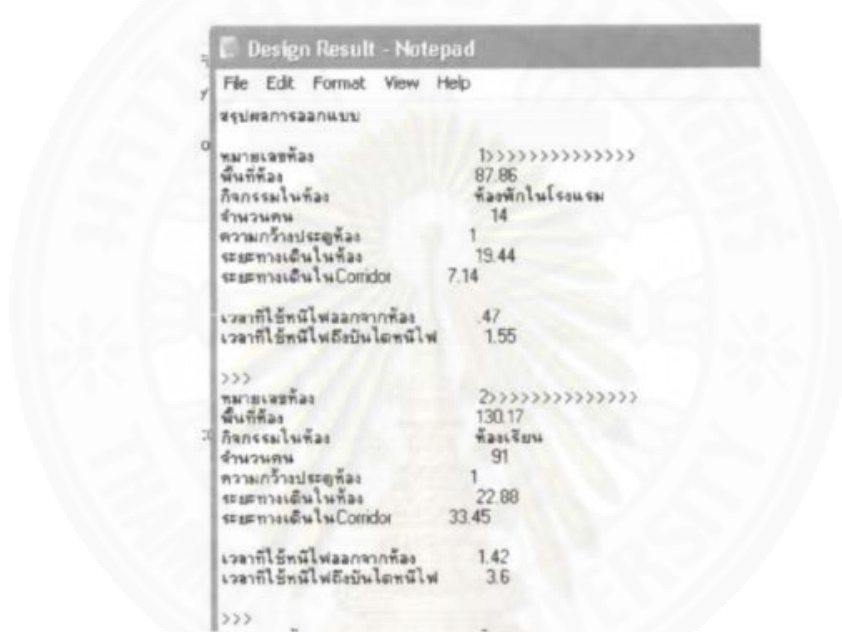 Design Result - Notepad
File Edit Format View Help
สรุปผลการออกแบบ
หมายเลขห้อง 1>>>>>>>>>>>>>>
พื้นที่ห้อง 87.86
กิจกรรมในห้อง ห้องพักในโรงแรม
จำนวนคน 14
ความกว้างประตูห้อง 1
ระยะทางเดินในห้อง 19.44
ระยะทางเดินในCorridor 7.14
เวลาที่ใช้หนีไฟออกจากห้อง .47
เวลาที่ใช้หนีไฟถึงบันไดหนีไฟ 1.55
>>>
หมายเลขห้อง 2>>>>>>>>>>>>>>
พื้นที่ห้อง 130.17
กิจกรรมในห้อง ห้องเรียน
จำนวนคน 91
ความกว้างประตูห้อง 1
ระยะทางเดินในห้อง 22.88
ระยะทางเดินในCorridor 33.45
เวลาที่ใช้หนีไฟออกจากห้อง 1.42
เวลาที่ใช้หนีไฟถึงบันไดหนีไฟ 3.6
>>>